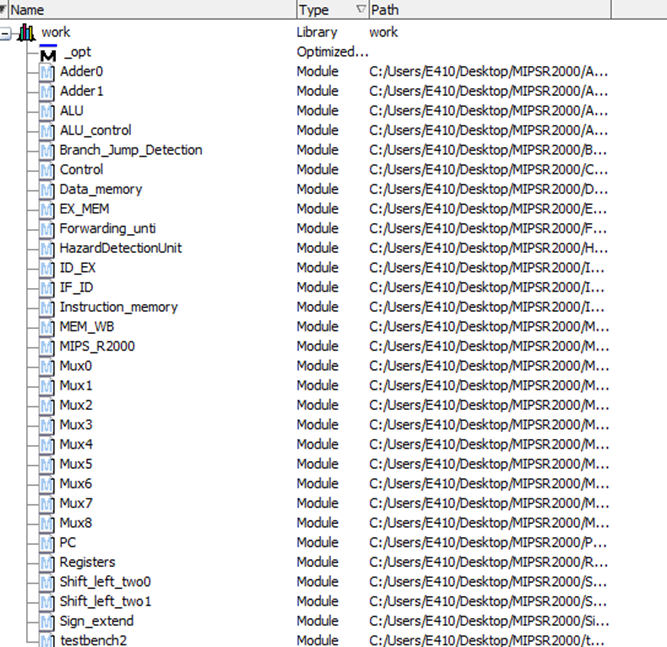 Name Type Path
work Library work
_opt Optimized...
Adder0 Module C:/Users/E410/Desktop/MIPSR2000/A...
Adder1 Module C:/Users/E410/Desktop/MIPSR2000/A...
ALU Module C:/Users/E410/Desktop/MIPSR2000/A...
ALU_control Module C:/Users/E410/Desktop/MIPSR2000/A...
Branch_Jump_Detection Module C:/Users/E410/Desktop/MIPSR2000/B...
Control Module C:/Users/E410/Desktop/MIPSR2000/C...
Data_memory Module C:/Users/E410/Desktop/MIPSR2000/D...
EX_MEM Module C:/Users/E410/Desktop/MIPSR2000/E...
Forwarding_unti Module C:/Users/E410/Desktop/MIPSR2000/F...
HazardDetectionUnit Module C:/Users/E410/Desktop/MIPSR2000/H...
ID_EX Module C:/Users/E410/Desktop/MIPSR2000/I...
IF_ID Module C:/Users/E410/Desktop/MIPSR2000/I...
Instruction_memory Module C:/Users/E410/Desktop/MIPSR2000/I...
MEM_WB Module C:/Users/E410/Desktop/MIPSR2000/M...
MIPS_R2000 Module C:/Users/E410/Desktop/MIPSR2000/M...
Mux0 Module C:/Users/E410/Desktop/MIPSR2000/M...
Mux1 Module C:/Users/E410/Desktop/MIPSR2000/M...
Mux2 Module C:/Users/E410/Desktop/MIPSR2000/M...
Mux3 Module C:/Users/E410/Desktop/MIPSR2000/M...
Mux4 Module C:/Users/E410/Desktop/MIPSR2000/M...
Mux5 Module C:/Users/E410/Desktop/MIPSR2000/M...
Mux6 Module C:/Users/E410/Desktop/MIPSR2000/M...
Mux7 Module C:/Users/E410/Desktop/MIPSR2000/M...
Mux8 Module C:/Users/E410/Desktop/MIPSR2000/M...
PC Module C:/Users/E410/Desktop/MIPSR2000/P...
Registers Module C:/Users/E410/Desktop/MIPSR2000/R...
Shift_left_two0 Module C:/Users/E410/Desktop/MIPSR2000/S...
Shift_left_two1 Module C:/Users/E410/Desktop/MIPSR2000/S...
Sign_extend Module C:/Users/E410/Desktop/MIPSR2000/Si...
testbench2 Module C:/Users/E410/Desktop/MIPSR2000/t...